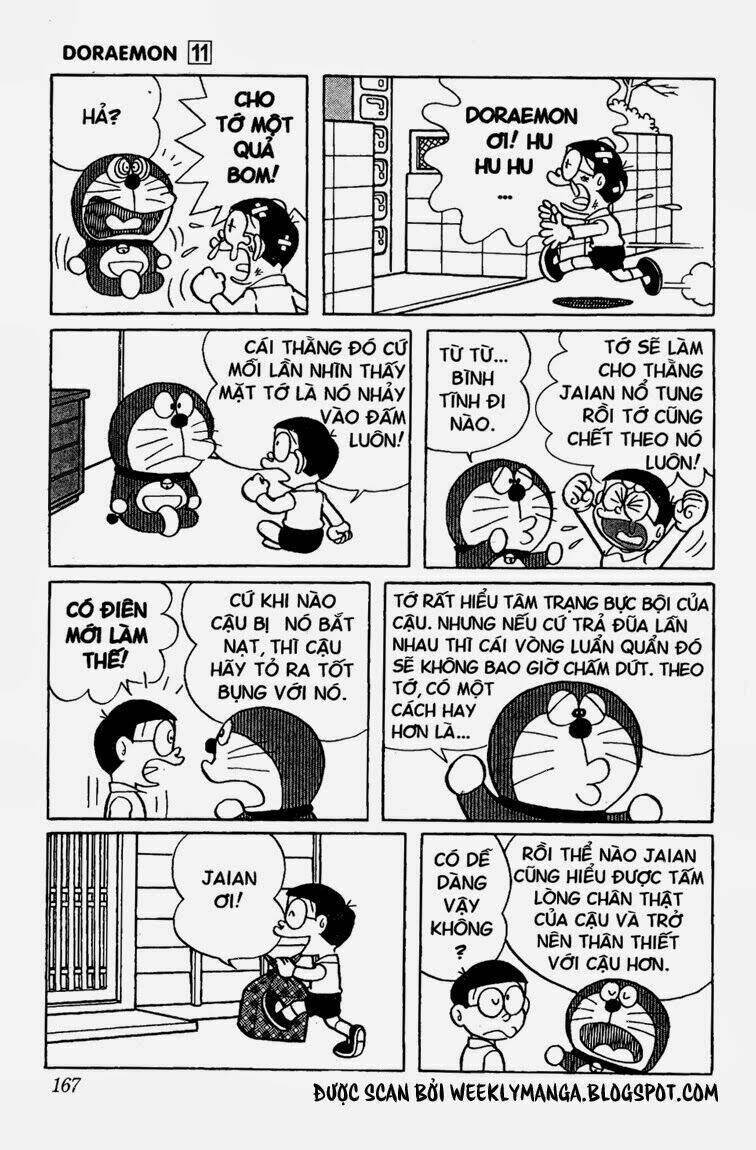 DORAEMON 11
DORAEMON
ƠI! HU
HU HU
...
CHO
TỚ MỘT
QUẢ
BOM!
HẢ?
TỚ SẼ LÀM
CHO THẰNG
JAIAN NỔ TUNG
RỒI TỚ CŨNG
CHẾT THEO NÓ
LUÔN!
TỪ TỪ...
BÌNH
TĨNH ĐI
NÀO.
CÁI THẰNG ĐÓ CỨ
MỖI LẦN NHÌN THẤY
MẶT TỚ LÀ NÓ NHẢY
VÀO ĐẤM
LUÔN!
TỚ RẤT HIỂU TÂM TRẠNG BỰC BỘI CỦA
CẬU. NHƯNG NẾU CỨ TRẢ ĐŨA LẪN
NHAU THÌ CÁI VÒNG LUẨN QUẨN ĐÓ
SẼ KHÔNG BAO GIỜ CHẤM DỨT. THEO
TỚ, CÓ MỘT
CÁCH HAY
HƠN LÀ...
CỨ KHI NÀO
CẬU BỊ NÓ BẮT
NẠT, THÌ CẬU
HÃY TỎ RA TỐT
BỤNG VỚI NÓ.
CÓ ĐIÊN
MỚI LÀM
THẾ!
RỒI THỂ NÀO JAIAN
CŨNG HIỂU ĐƯỢC TẤM
LÒNG CHÂN THẬT
CỦA CẬU VÀ TRỞ
NÊN THÂN THIẾT
VỚI CẬU HƠN.
CÓ DỄ
DÀNG
VẬY
KHÔNG
?
JAIAN
ƠI!
167
ĐƯỢC SCAN BỞI WEEKLYMANGA.BLOGSPOT.COM